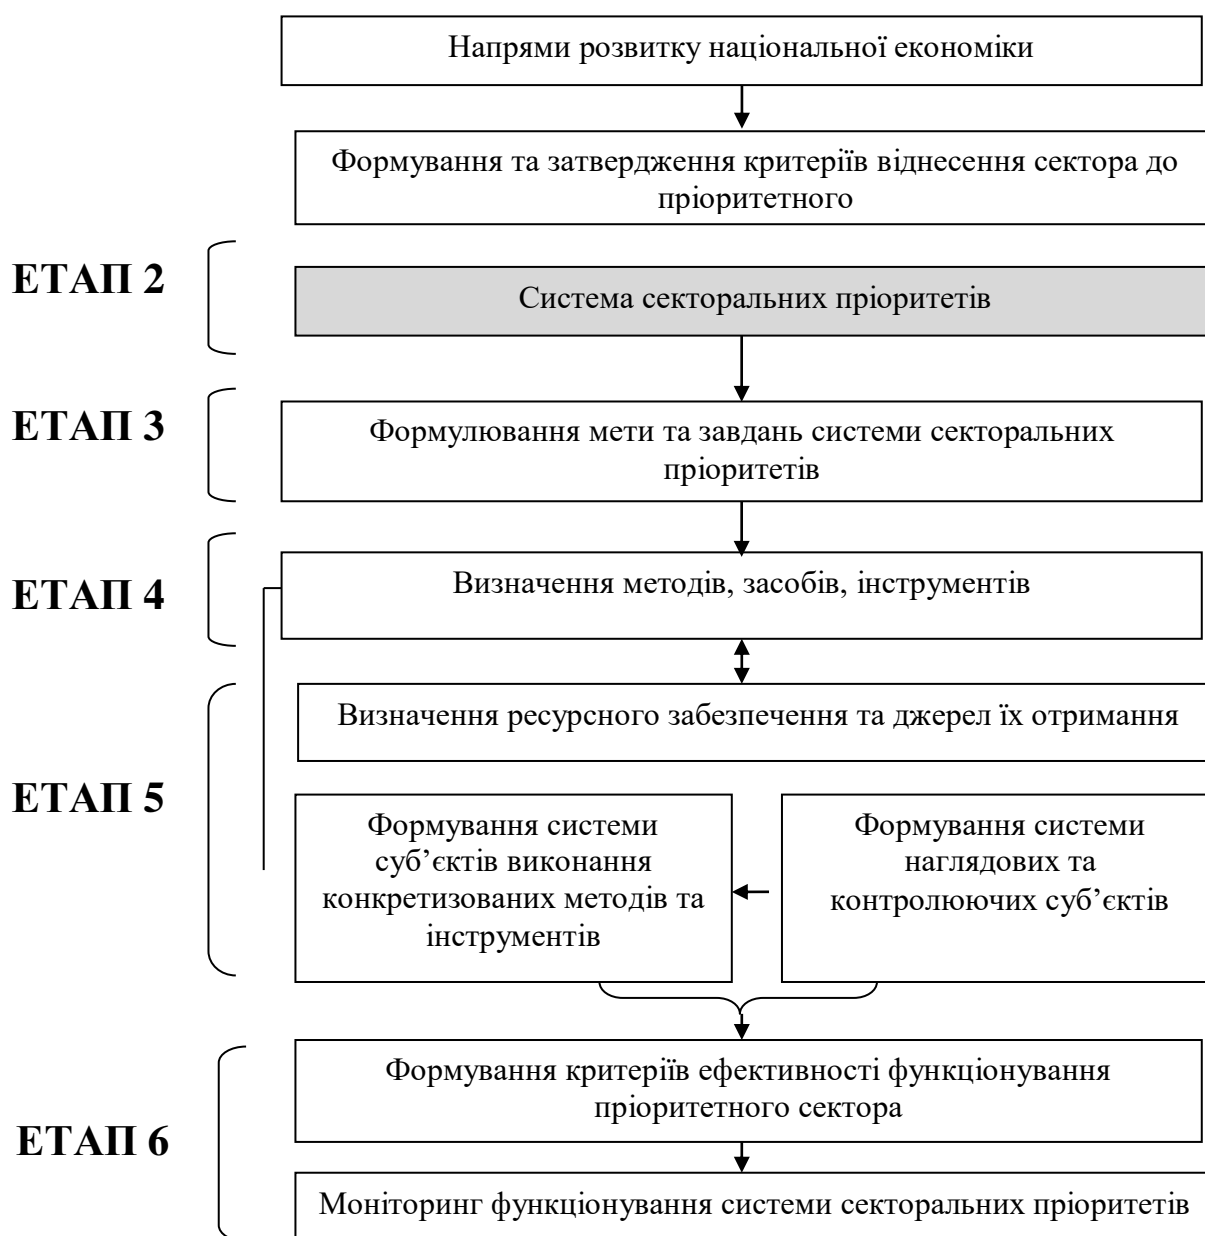 Напрями розвитку національної економіки
Формування та затвердження критеріїв віднесення сектора до
пріоритетного
ЕТАП 2
Система секторальних пріоритетів
ЕТАП 3
Формулювання мети та завдань системи секторальних
пріоритетів
ЕТАП 4
Визначення методів, засобів, інструментів
ЕТАП 5
Визначення ресурсного забезпечення та джерел їх отримання
Формування системи
суб’єктів виконання
конкретизованих методів та
інструментів
Формування системи
наглядових та
контролюючих суб’єктів
ЕТАП 6
Формування критеріїв ефективності функціонування
пріоритетного сектора
Моніторинг функціонування системи секторальних пріоритетів